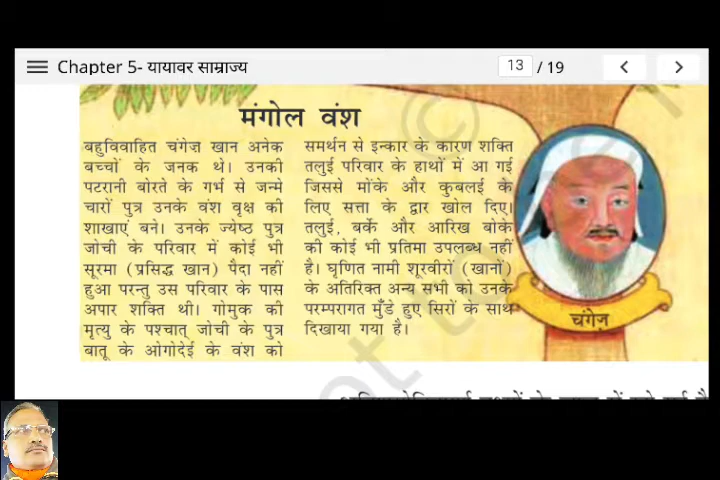 Chapter 5- यायावर साम्राज्य
13 / 19
मंगोल वंश
बहुविवाहित चंगेज़ खान अनेक
बच्चों के जनक थे। उनकी
पटरानी बोरते के गर्भ से जन्मे
चारों पुत्र उनके वंश वृक्ष की
शाखाएं बने। उनके ज्येष्ठ पुत्र
जोची के परिवार में कोई भी
सूरमा (प्रसिद्ध खान) पैदा नहीं
हुआ परन्तु उस परिवार के पास
अपार शक्ति थी। गोमुक की
मृत्यु के पश्चात् जोची के पुत्र
बातू के ओगोदेई के वंश को
समर्थन से इन्कार के कारण शक्ति
तलुई परिवार के हाथों में आ गई
जिससे मोंके और कुबलई के
लिए सत्ता के द्वार खोल दिए।
तलुई, बर्के और आरिख बोके
की कोई भी प्रतिमा उपलब्ध नहीं
है। घृणित नामी शूरवीरों (खानों)
के अतिरिक्त अन्य सभी को उनके
परम्परागत मुँडे हुए सिरों के साथ
दिखाया गया है।
चंगेज़